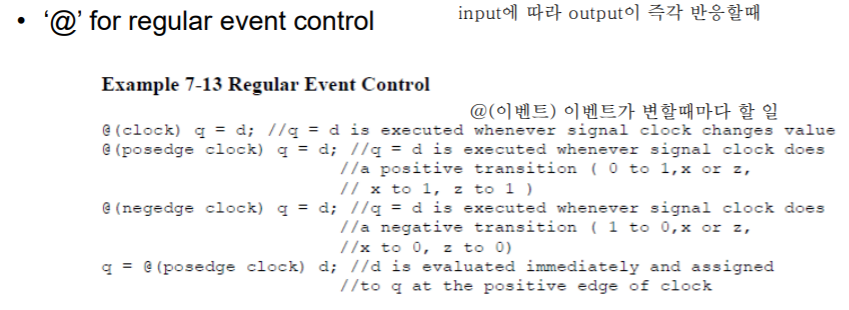 • ‘@’ for regular event control
input에 따라 output이 즉각 반응할때
Example 7-13 Regular Event Control
@(이벤트) 이벤트가 변할때마다 할 일
@(clock) q = d; //q = d is executed whenever signal clock changes value
@(posedge clock) q = d; //q = d is executed whenever signal clock does
//a positive transition ( 0 to 1,x or z,
// x to 1, z to 1 )
@(negedge clock) q = d; //q = d is executed whenever signal clock does
//a negative transition ( 1 to 0,x or z,
//x to 0, z to 0)
q = @(posedge clock) d; //d is evaluated immediately and assigned
//to q at the positive edge of clock